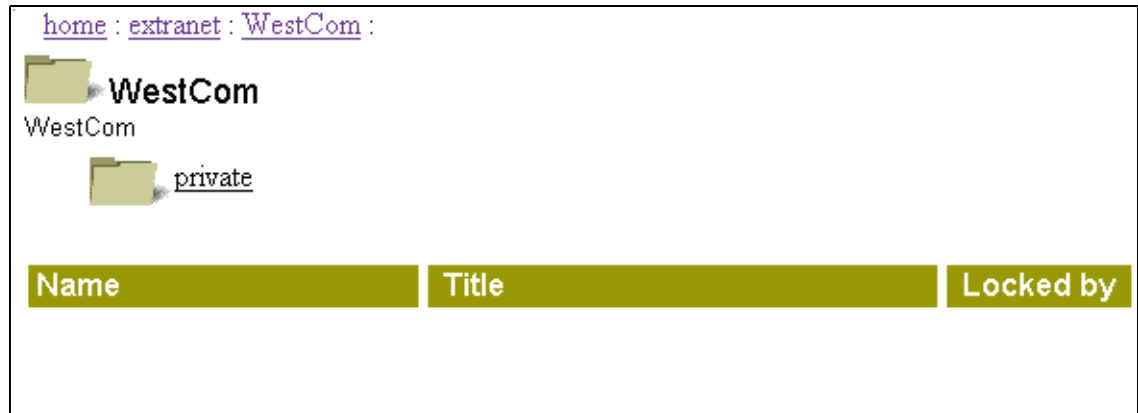 home : extranet : WestCom :
WestCom
WestCom
private
Name Title Locked by